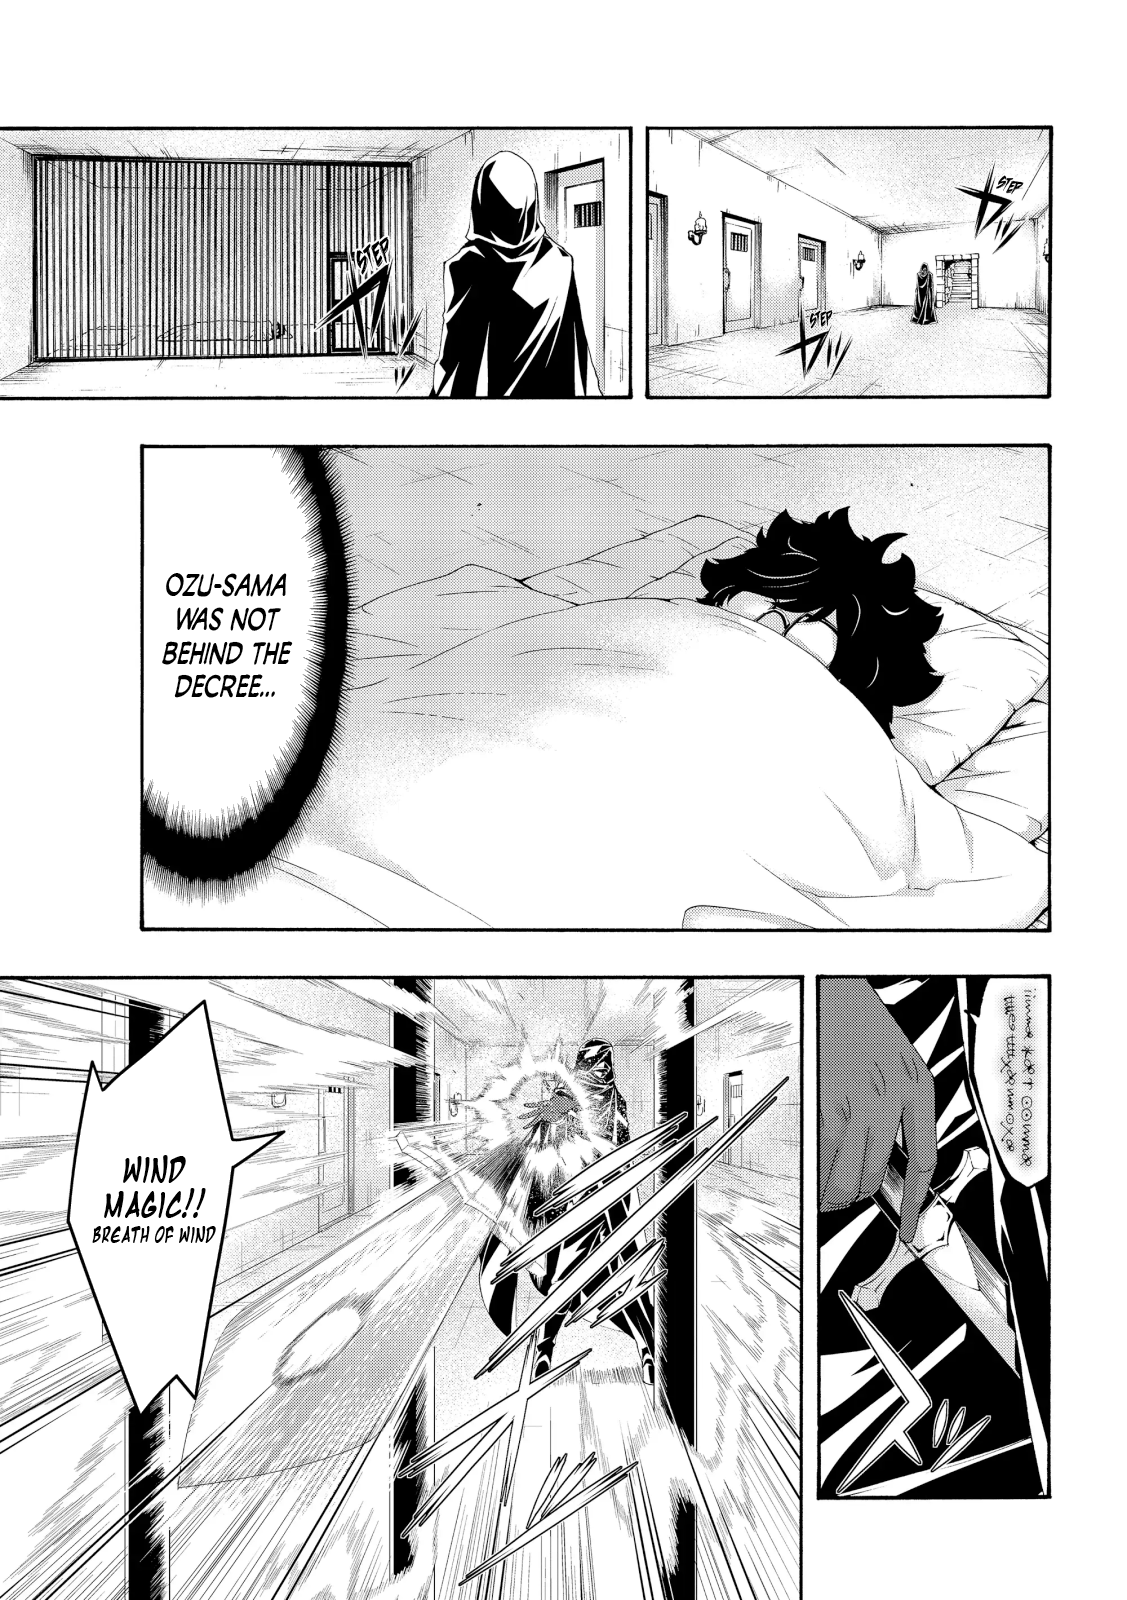 STEP
STEP
STEP
OZU-SAMA
WAS NOT
BEHIND THE
DECREE...
WIND
MAGIC!!
BREATH OF WIND